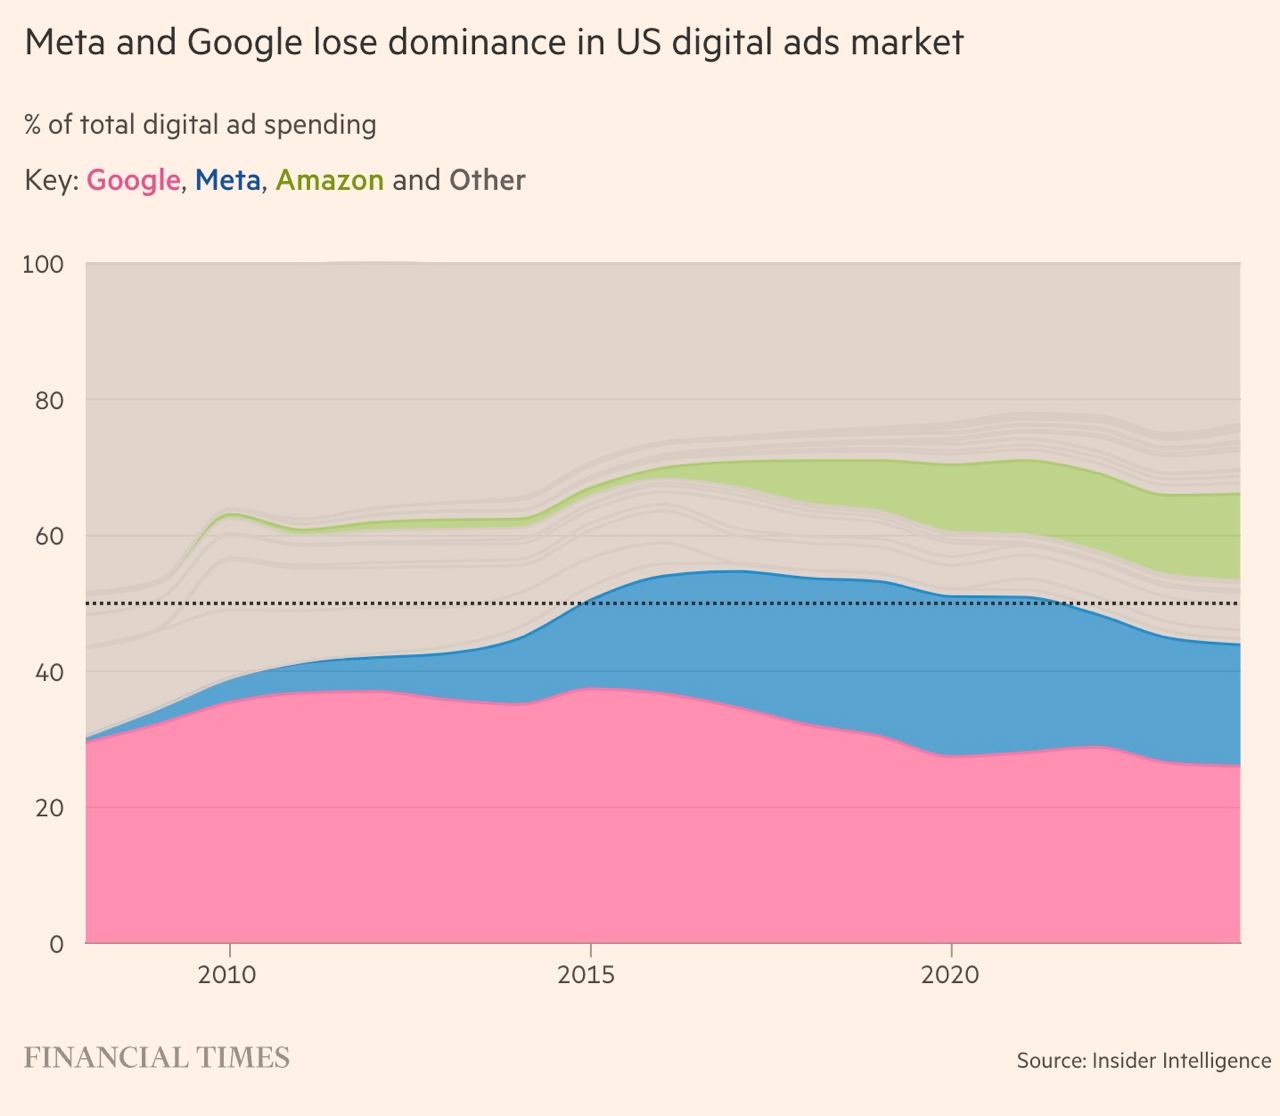 Meta and Google lose dominance in US digital ads market
% of total digital ad spending
Key: Google, Meta, Amazon and Other
100
80
60
40
20
0
2010 2015 2020
FINANCIAL TIMES
Source: Insider Intelligence